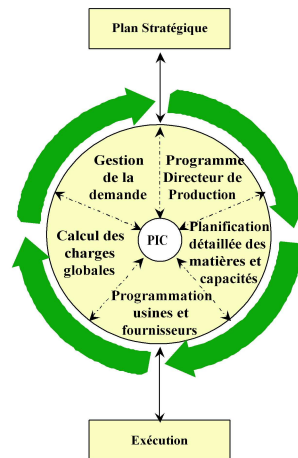 Plan Stratégique
Gestion
de la
demande
Programme
Directeur de
Production
Calcul des
charges
globales
PIC
Planification
détaillée des
matières et
capacités
Programmation
usines et
fournisseurs
Exécution